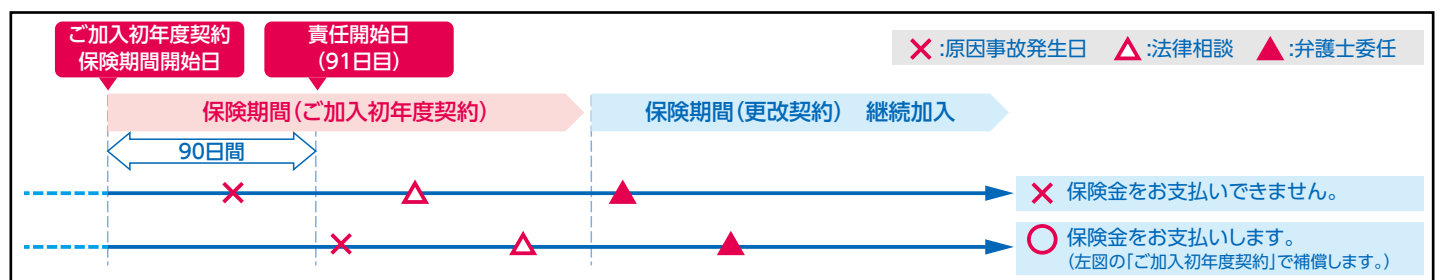 ご加入初年度契約
保険期間開始日
責任開始日
(91日目)
×:原因事故発生日 △:法律相談 ▲:弁護士委任
保険期間(ご加入初年度契約)
保険期間(更改契約) 継続加入
90日間
× 保険金をお支払いできません。
○ 保険金をお支払いします。
(左図の「ご加入初年度契約」で補償します。)